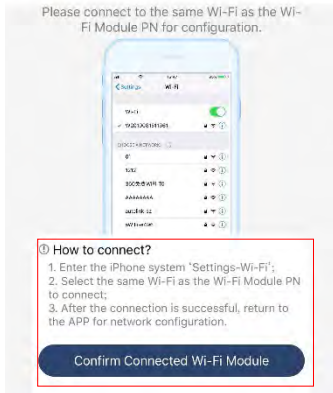 Please connect to the same Wi-Fi as the Wi-
Fi Module PN for configuration.
Settings
Wi-Fi
Wi-Fi
ⓘ How to connect?
1. Enter the iPhone system 'Settings-Wi-Fi';
2. Select the same Wi-Fi as the Wi-Fi Module PN
to connect;
3. After the connection is successful, return to
the APP for network configuration.
Confirm Connected Wi-Fi Module